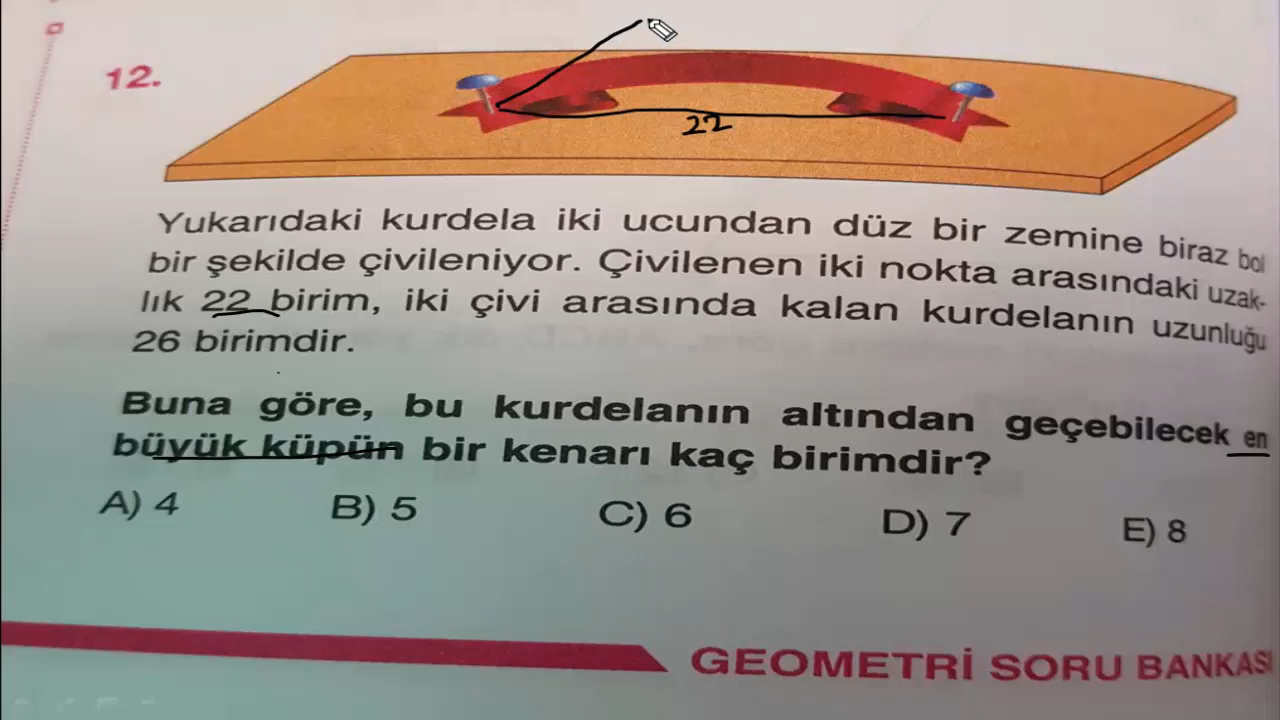 12.
22
Yukarıdaki kurdela iki ucundan düz bir zemine biraz bol
bir şekilde çivileniyor. Çivilenen iki nokta arasındaki uzak-
lık 22 birim, iki çivi arasında kalan kurdelanın uzunluğu
26 birimdir.
Buna göre, bu kurdelanın altından geçebilecek en
büyük küpün bir kenarı kaç birimdir?
A) 4 B) 5 C) 6 D) 7 E) 8
GEOMETRİ SORU BANKASI